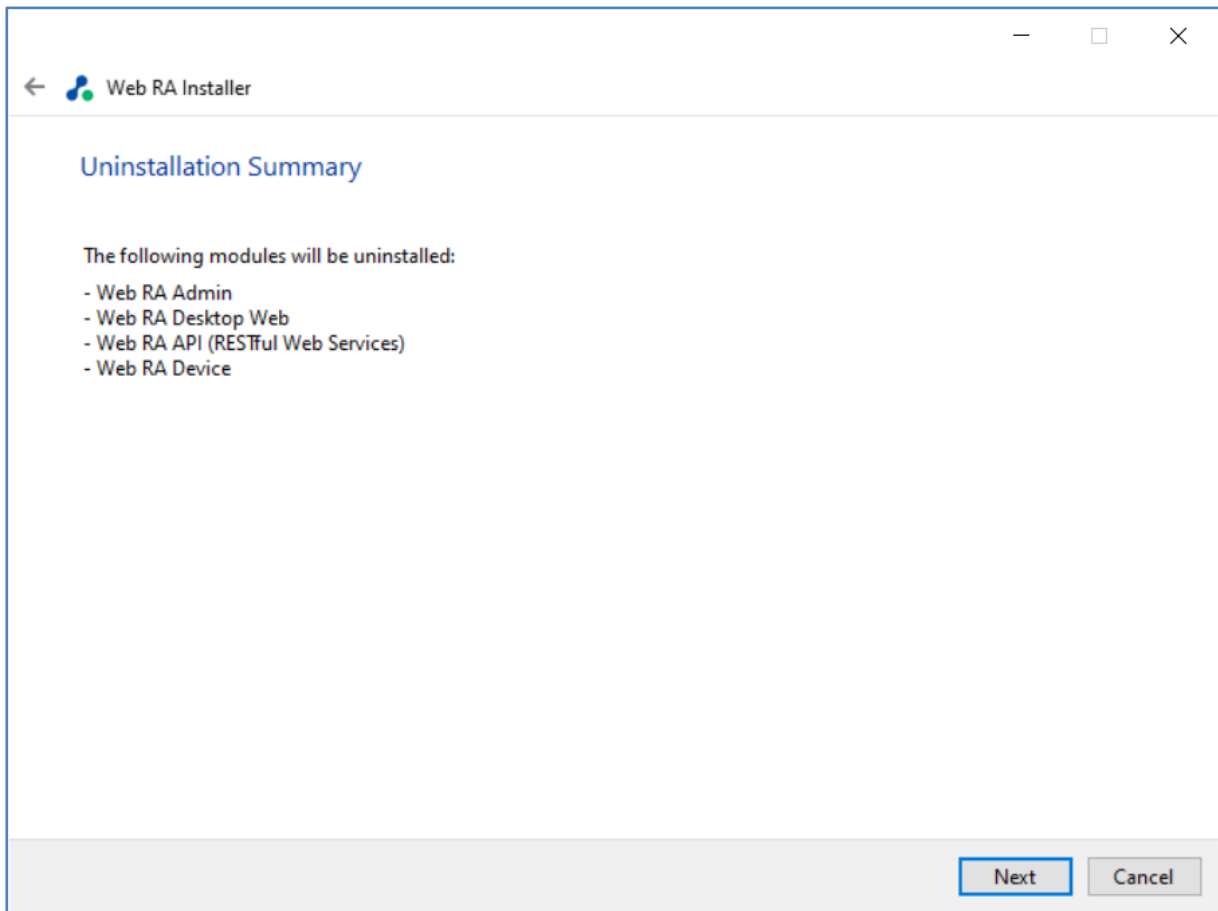 Web RA Installer
Uninstallation Summary
The following modules will be uninstalled:
- Web RA Admin
- Web RA Desktop Web
- Web RA API (RESTful Web Services)
- Web RA Device
Next Cancel